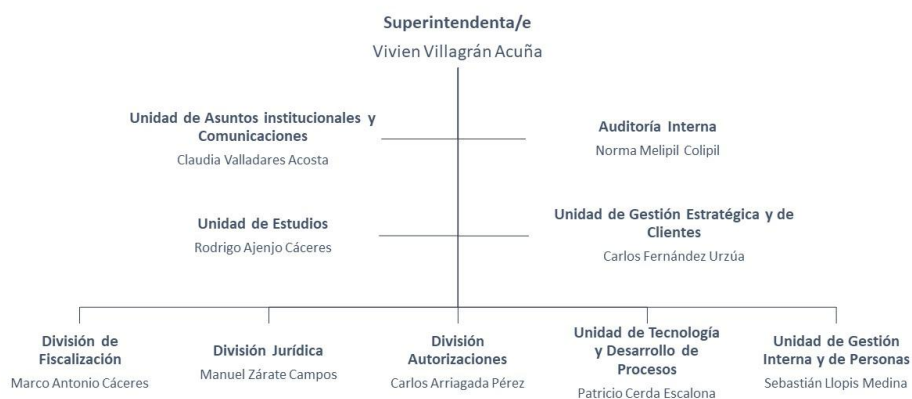 Superintendenta/e
Vivien Villagrán Acuña
Unidad de Asuntos institucionales y
Comunicaciones
Claudia Valladares Acosta
Auditoría Interna
Norma Melipil Colipil
Unidad de Estudios
Rodrigo Ajenjo Cáceres
Unidad de Gestión Estratégica y de
Clientes
Carlos Fernández Urzúa
División de
Fiscalización
Marco Antonio Cáceres
División Jurídica
Manuel Zárate Campos
División
Autorizaciones
Carlos Arriagada Pérez
Unidad de Tecnología
y Desarrollo de
Procesos
Patricio Cerda Escalona
Unidad de Gestión
Interna y de Personas
Sebastián Llopis Medina